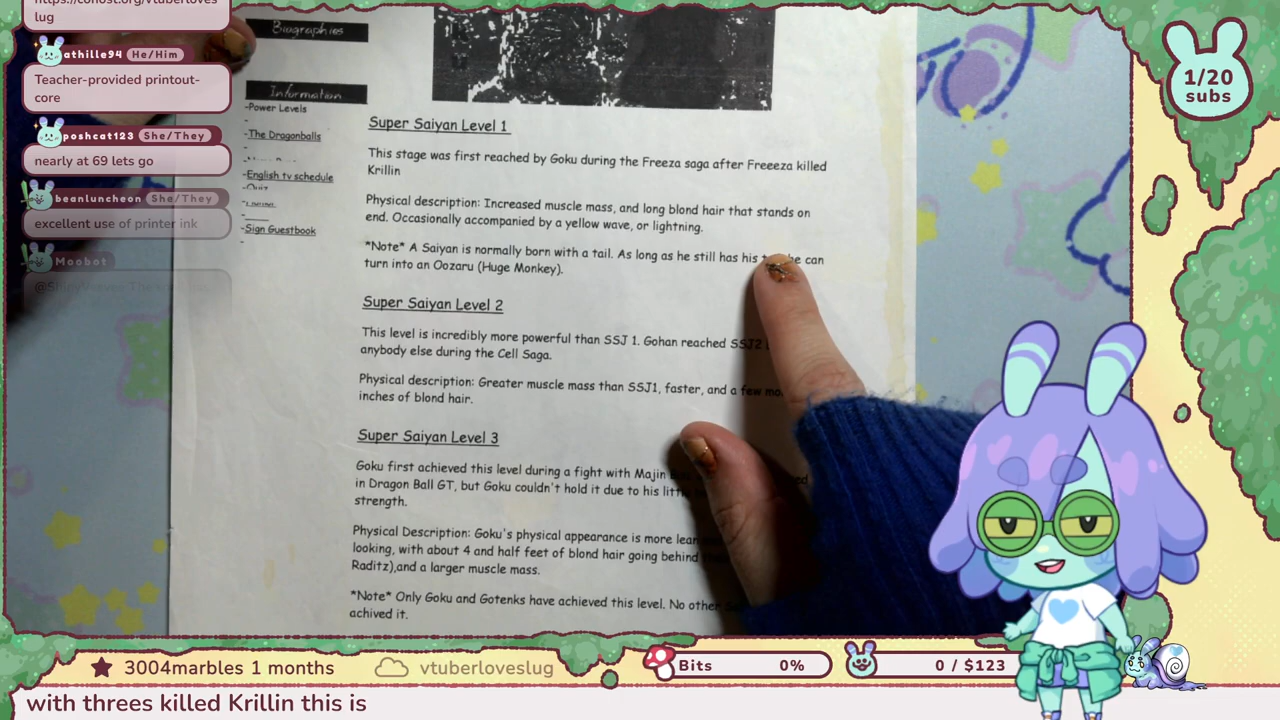 https://cohost.org/vtuberloves
lug
athille94 He/Him
Teacher-provided printout-
core
poshcat123 She/They
nearly at 69 lets go
beanluncheon She/They
excellent use of printer ink
Moobot
Biographies
Information
-Power Levels
-
-The Dragonballs
-
-English tv schedule
-Quiz
-Sign Guestbook
-
Super Saiyan Level 1
This stage was first reached by Goku during the Freeza saga after Freeeza killed
Krillin
Physical description: Increased muscle mass, and long blond hair that stands on
end. Occasionally accompanied by a yellow wave, or lightning.
*Note* A Saiyan is normally born with a tail. As long as he still has his he can
turn into an Oozaru (Huge Monkey).
Super Saiyan Level 2
This level is incredibly more powerful than SSJ 1. Gohan reached SSJ2
anybody else during the Cell Saga.
Physical description: Greater muscle mass than SSJ1, faster, and a few
inches of blond hair.
Super Saiyan Level 3
Goku first achieved this level during a fight with Majin
in Dragon Ball GT, but Goku couldn't hold it due to his
strength.
Physical Description: Goku's physical appearance is more lean
looking, with about 4 and half feet of blond hair going behind
Raditz),and a larger muscle mass.
*Note* Only Goku and Gotenks have achieved this level. No other
achived it.
1/20
subs
3004marbles 1 months
vtuberloveslug
Bits 0%
0 / $123
with threes killed Krillin this is